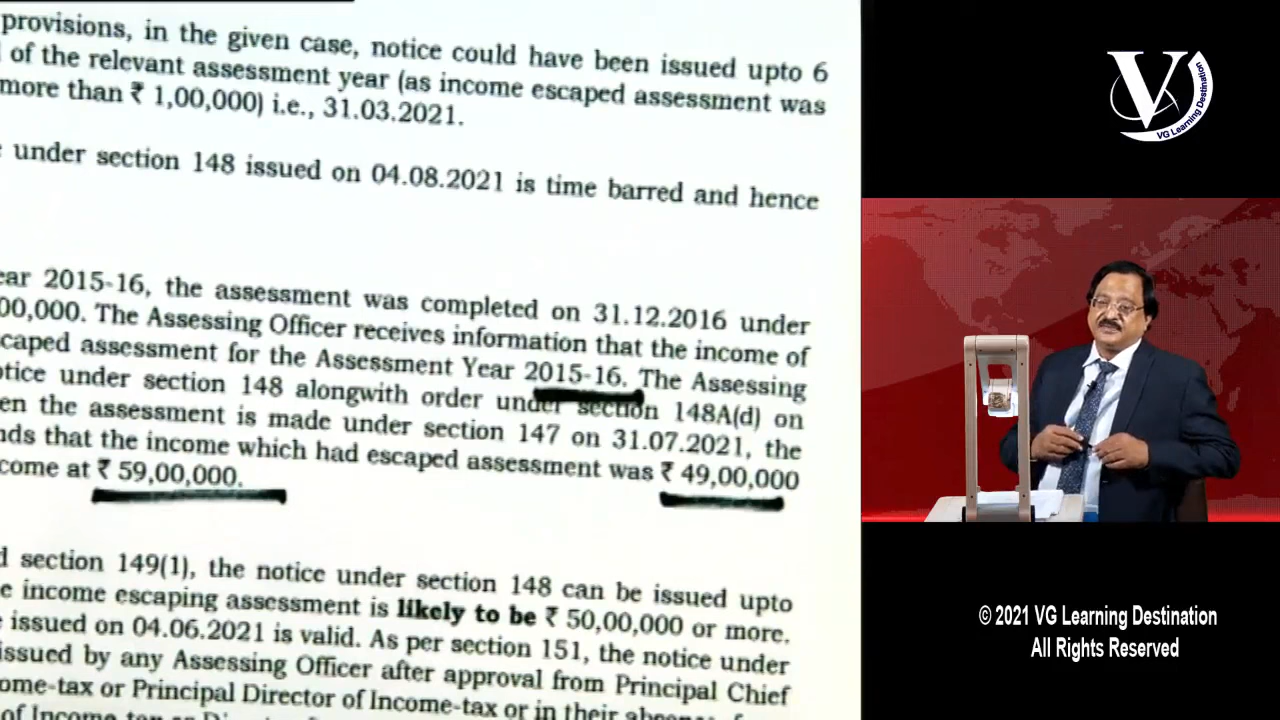 provisions, in the given case, notice could have been issued upto 6
of the relevant assessment year (as income escaped assessment was
more than ₹ 1,00,000) i.e., 31.03.2021.
under section 148 issued on 04.08.2021 is time barred and hence
ear 2015-16, the assessment was completed on 31.12.2016 under
00,000. The Assessing Officer receives information that the income of
caped assessment for the Assessment Year 2015-16. The Assessing
otice under section 148 alongwith order under section 148A(d) on
en the assessment is made under section 147 on 31.07.2021, the
nds that the income which had escaped assessment was ₹ 49,00,000
come at ₹ 59,00,000.
d section 149(1), the notice under section 148 can be issued upto
e income escaping assessment is likely to be ₹ 50,00,000 or more.
issued on 04.06.2021 is valid. As per section 151, the notice under
issued by any Assessing Officer after approval from Principal Chief
ome-tax or Principal Director of Income-tax or in their absence
of Income-tax or
V
VG Learning Destination
© 2021 VG Learning Destination
All Rights Reserved